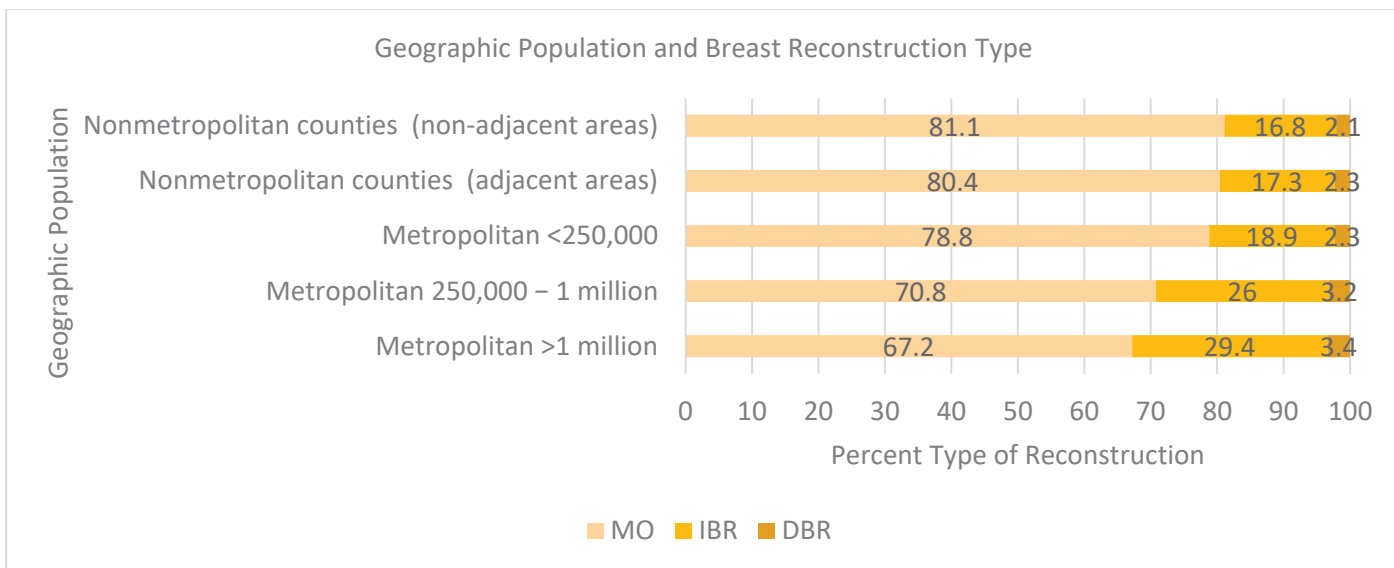 Geographic Population and Breast Reconstruction Type
Geographic Population
Nonmetropolitan counties (non-adjacent areas)
81.1 16.8 2.1
Nonmetropolitan counties (adjacent areas)
80.4 17.3 2.3
Metropolitan <250,000
78.8 18.9 2.3
Metropolitan 250,000 – 1 million
70.8 26 3.2
Metropolitan >1 million
67.2 29.4 3.4
0 10 20 30 40 50 60 70 80 90 100
Percent Type of Reconstruction
MO IBR DBR